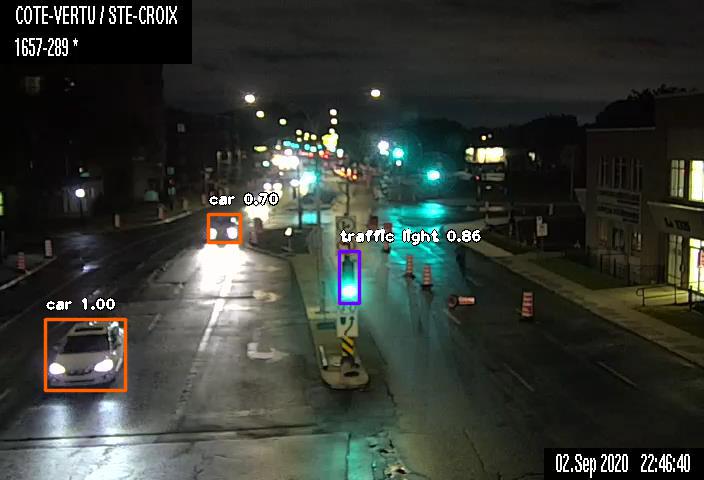 COTE-VERTU / STE-CROIX
1657-289 *
car 0.70
traffic light 0.86
car 1.00
02.Sep 2020 22:46:40